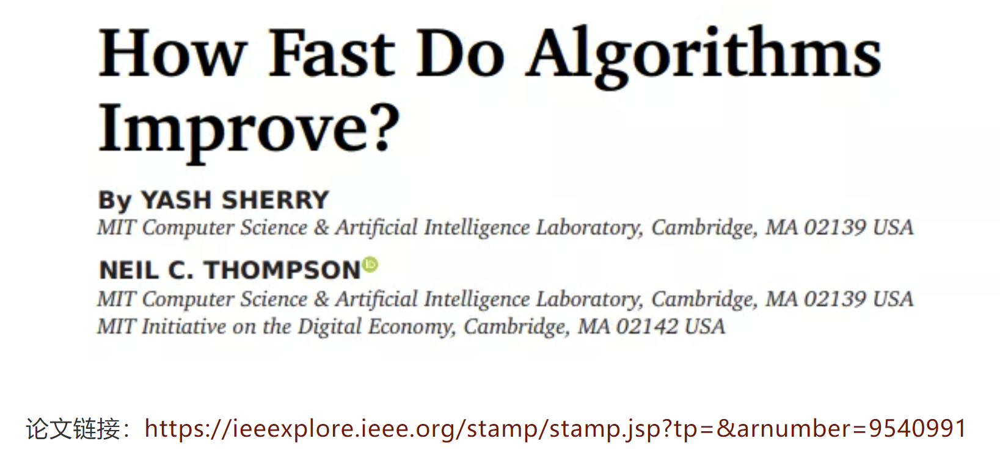 How Fast Do Algorithms
Improve?
By YASH SHERRY
MIT Computer Science & Artificial Intelligence Laboratory, Cambridge, MA 02139 USA
NEIL C. THOMPSON
MIT Computer Science & Artificial Intelligence Laboratory, Cambridge, MA 02139 USA
MIT Initiative on the Digital Economy, Cambridge, MA 02142 USA
论文链接：https://ieeexplore.ieee.org/stamp/stamp.jsp?tp=&arnumber=9540991